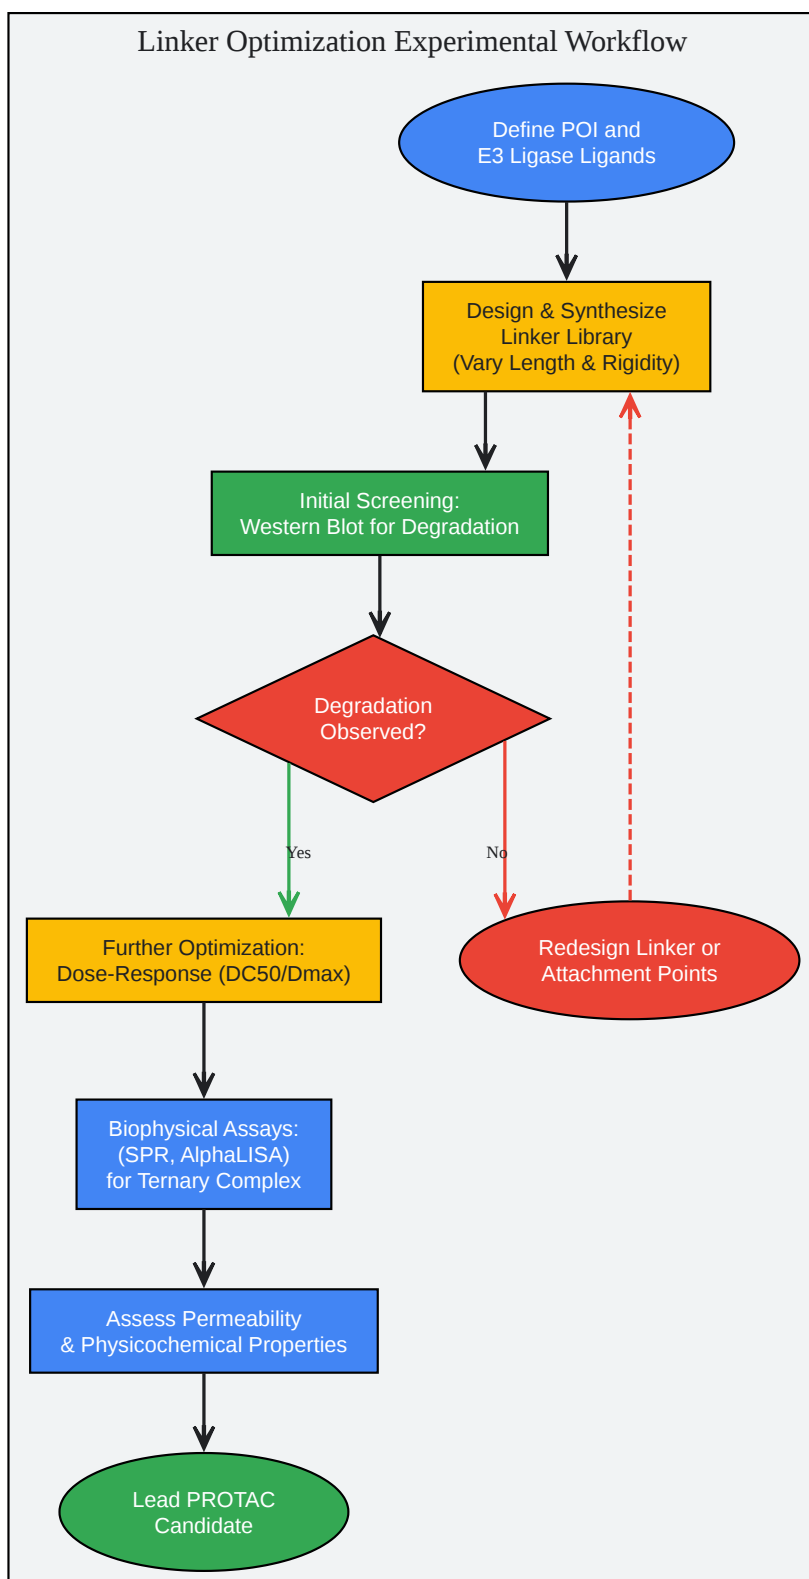 Linker Optimization Experimental Workflow
Define POI and
E3 Ligase Ligands
Design & Synthesize
Linker Library
(Vary Length & Rigidity)
Initial Screening:
Western Blot for Degradation
Degradation
Observed?
Yes
No
Further Optimization:
Dose-Response (DC50/Dmax)
Redesign Linker or
Attachment Points
Biophysical Assays:
(SPR, AlphaLISA)
for Ternary Complex
Assess Permeability
& Physicochemical Properties
Lead PROTAC
Candidate